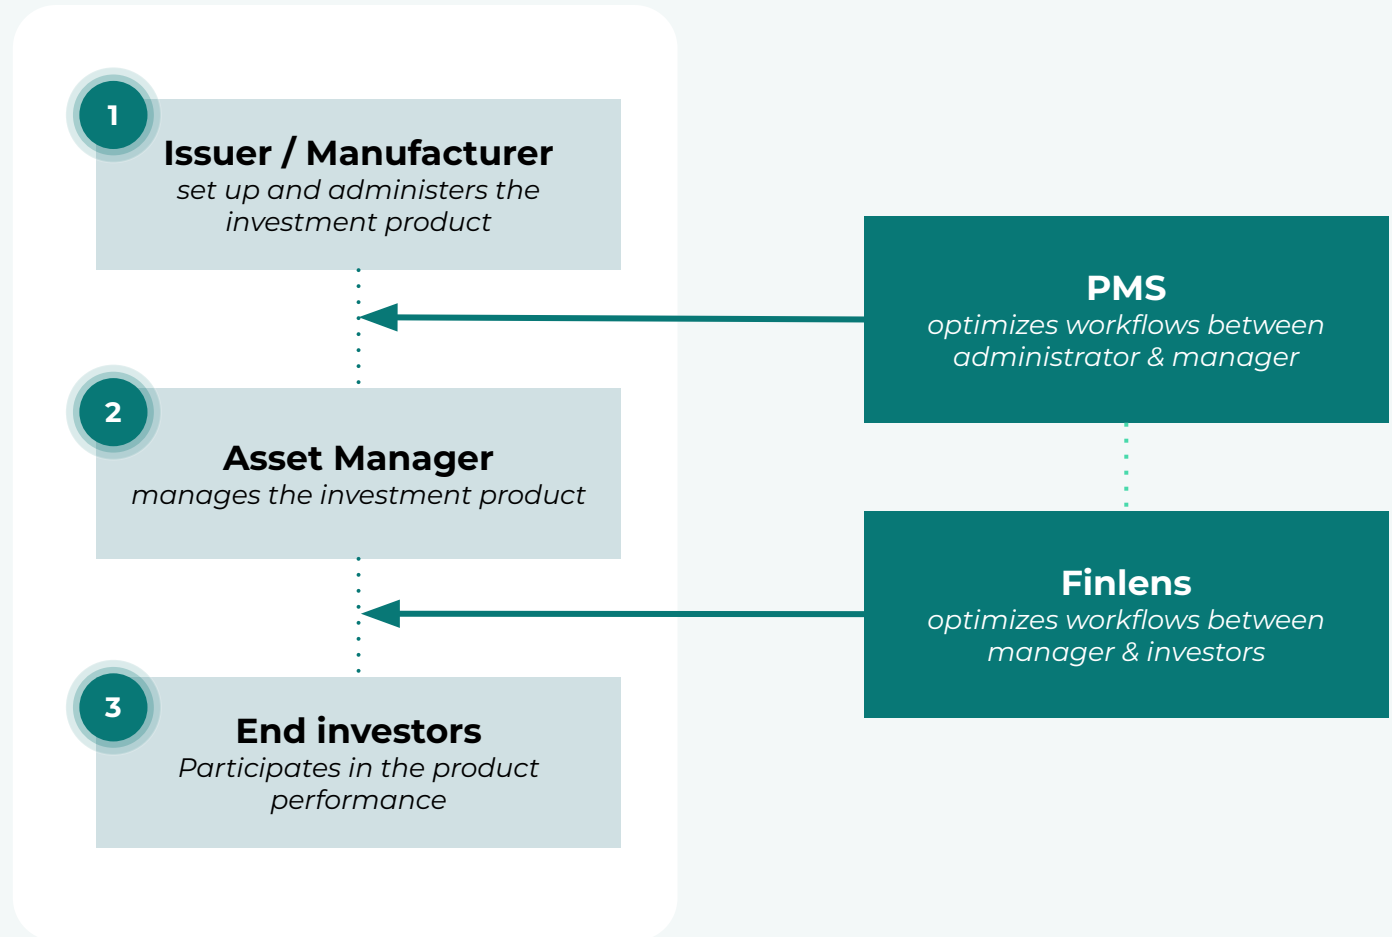 1
Issuer / Manufacturer
set up and administers the
investment product
2
Asset Manager
manages the investment product
3
End investors
Participates in the product
performance
PMS
optimizes workflows between
administrator & manager
Finlens
optimizes workflows between
manager & investors